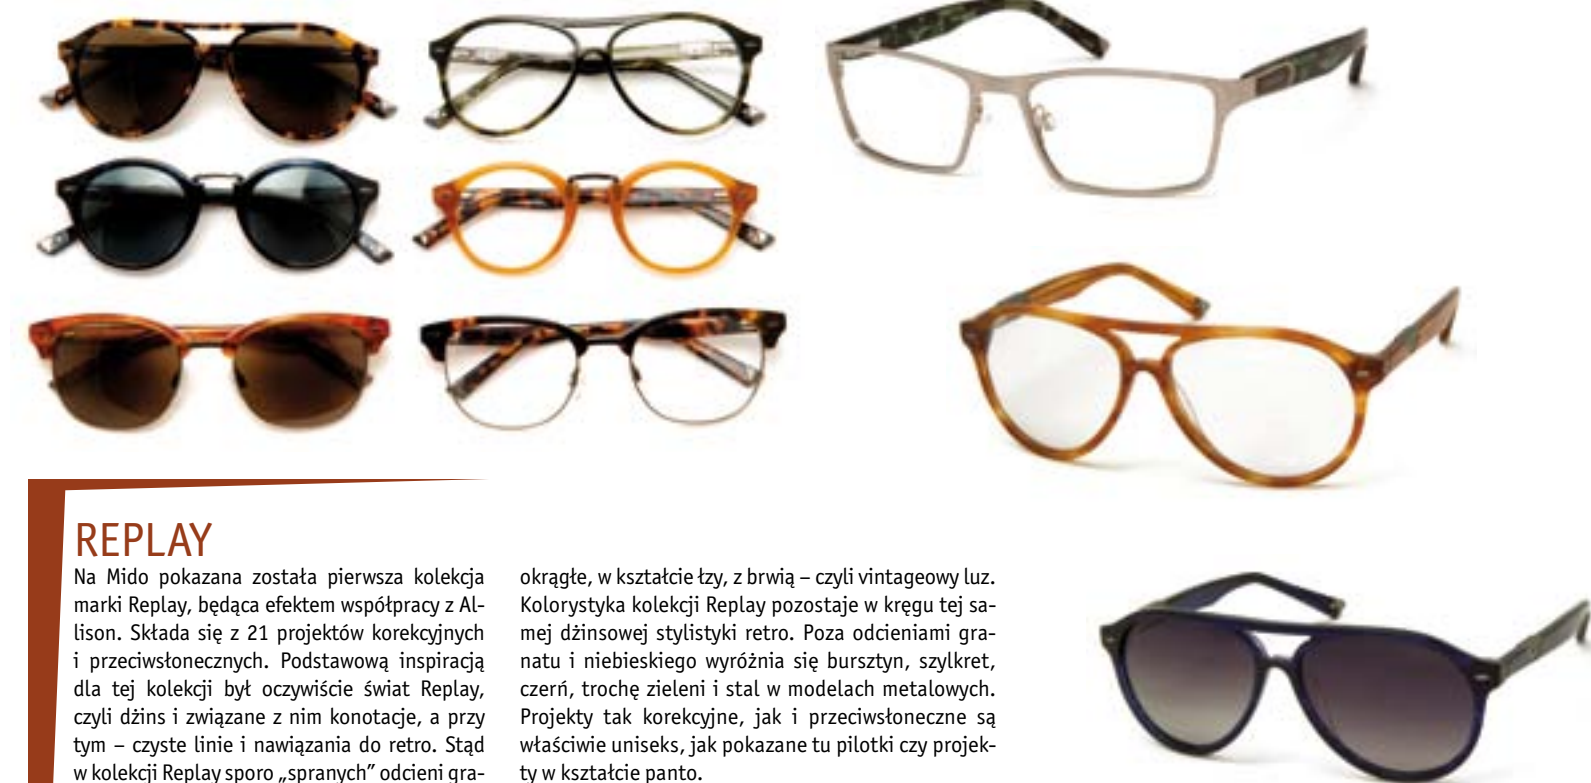 REPLAY
Na Mido pokazana została pierwsza kolekcja
marki Replay, będąca efektem współpracy z Al-
lison. Składa się z 21 projektów korekcyjnych
i przeciwsłonecznych. Podstawową inspiracją
dla tej kolekcji był oczywiście świat Replay,
czyli dżins i związane z nim konotacje, a przy
tym – czyste linie i nawiązania do retro. Stąd
w kolekcji Replay sporo „spranych” odcieni gra-
okrągłe, w kształcie łzy, z brwią – czyli vintageowy luz.
Kolorystyka kolekcji Replay pozostaje w kręgu tej sa-
mej dżinsowej stylistyki retro. Poza odcieniami gra-
natu i niebieskiego wyróżnia się bursztyn, szylkret,
czerń, trochę zieleni i stal w modelach metalowych.
Projekty tak korekcyjne, jak i przeciwsłoneczne są
właściwie uniseks, jak pokazane tu pilotki czy projek-
ty w kształcie panto.